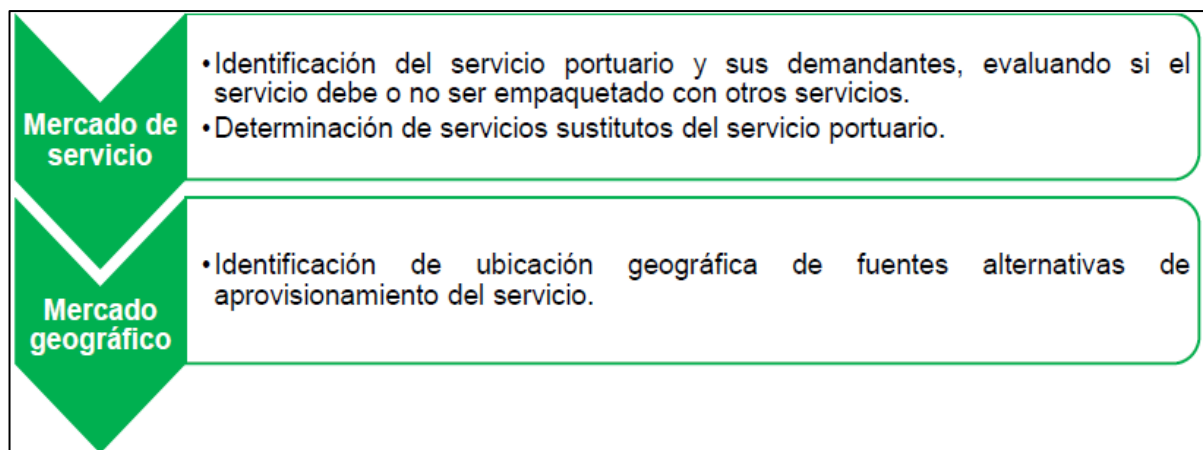 Mercado de
servicio
•Identificación del servicio portuario y sus demandantes, evaluando si el
servicio debe o no ser empaquetado con otros servicios.
•Determinación de servicios sustitutos del servicio portuario.
Mercado
geográfico
•Identificación de ubicación geográfica de fuentes alternativas de
aprovisionamiento del servicio.